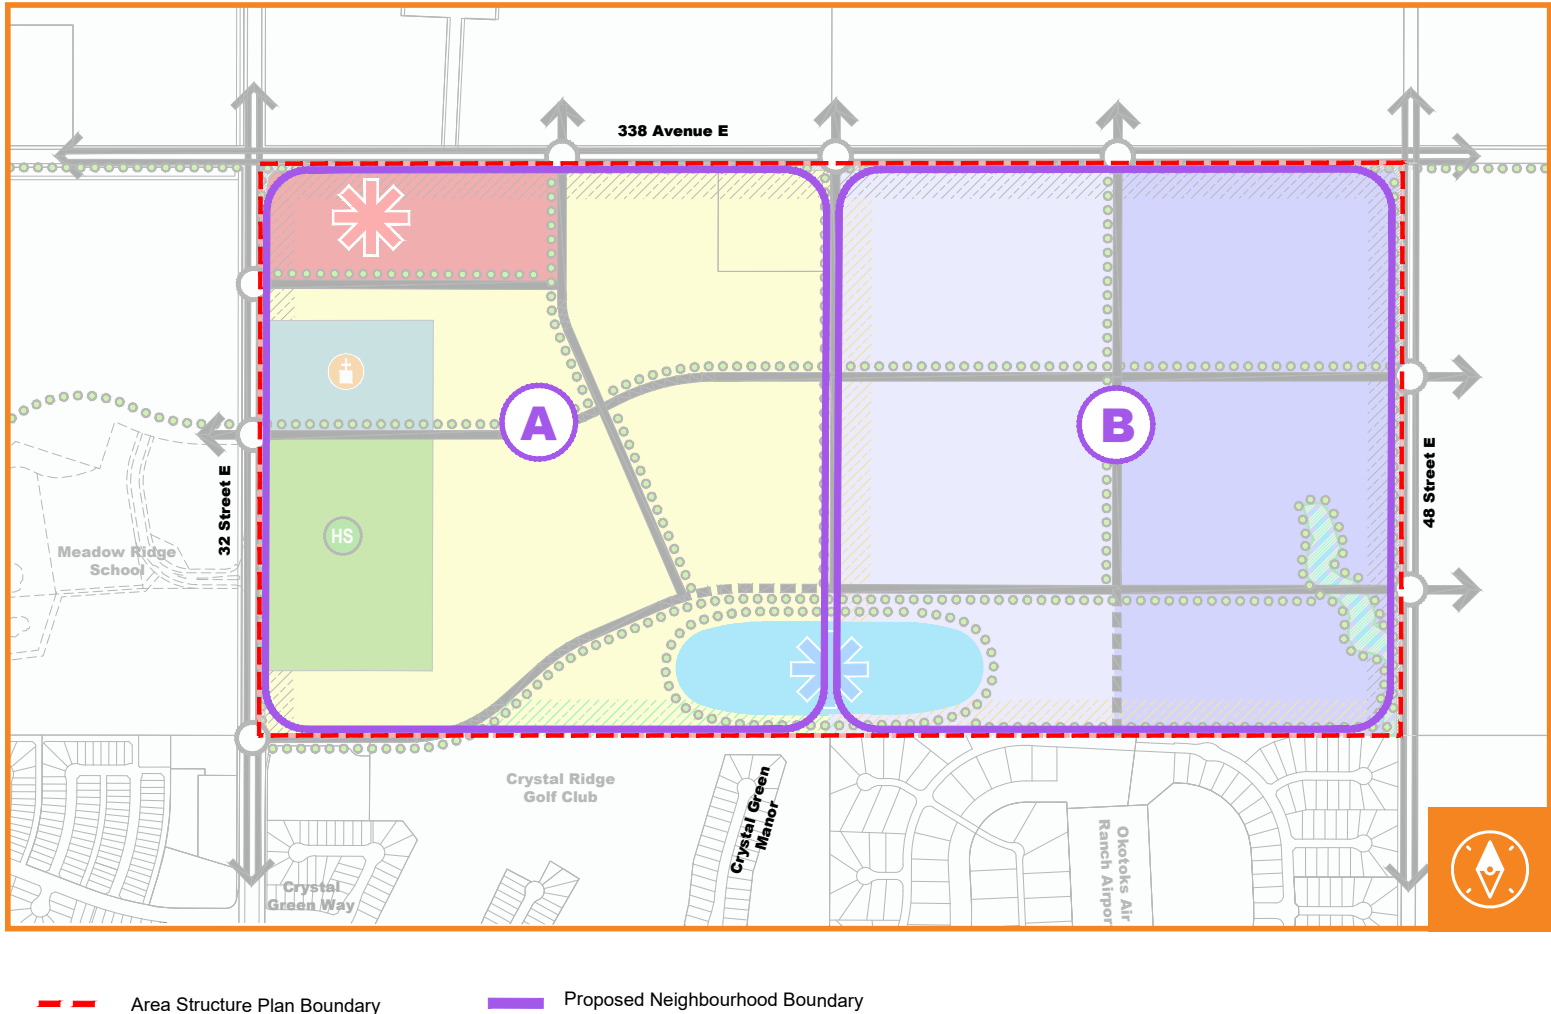 338 Avenue E
A
B
32 Street E
48 Street E
HS
Meadow Ridge
School
Crystal Ridge
Golf Club
Crystal Green
Manor
Okotoks Air
Ranch Airpor
Crystal
Green Way
Area Structure Plan Boundary
Proposed Neighbourhood Boundary